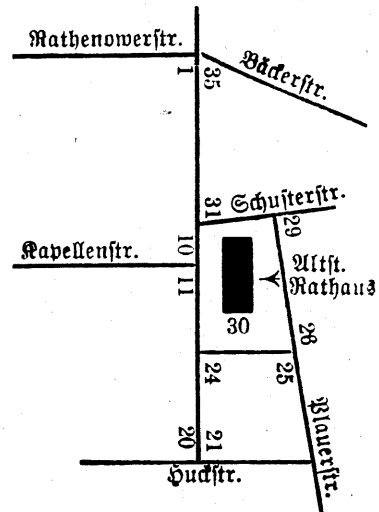 Rathenowerstr.
Bäckerstr.
1
35
31
Schusterstr.
29
10
Kapellenstr.
11
Altst.
Rathaus
30
26
24
25
20
21
Plauerstr.
Huckstr.